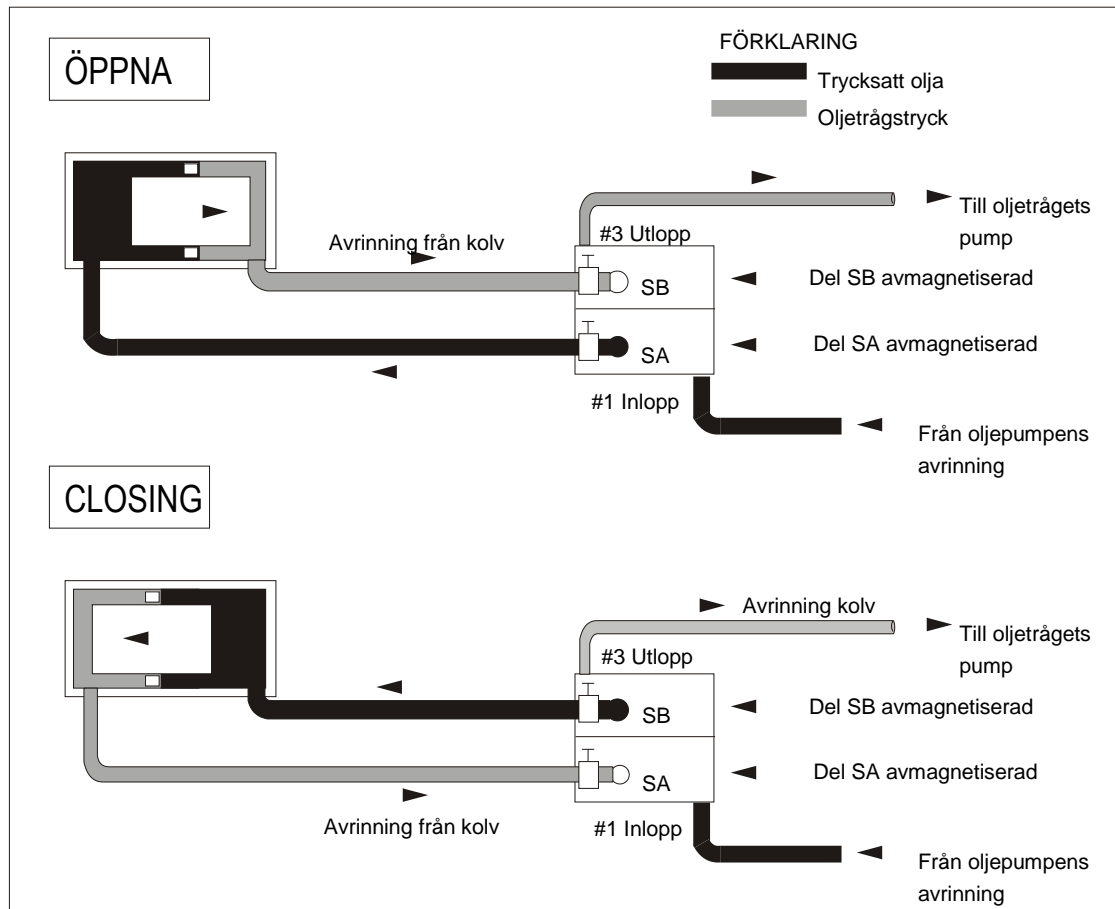 ÖPPNA
FÖRKLARING
Trycksatt olja
Oljetrågstryck
Avrinning från kolv
#3 Utlopp
Till oljetrågets
pump
SB
Del SB avmagnetiserad
SA
Del SA avmagnetiserad
#1 Inlopp
Från oljepumpens
avrinning
CLOSING
Avrinning kolv
#3 Utlopp
Till oljetrågets
pump
SB
Del SB avmagnetiserad
SA
Del SA avmagnetiserad
Avrinning från kolv
#1 Inlopp
Från oljepumpens
avrinning